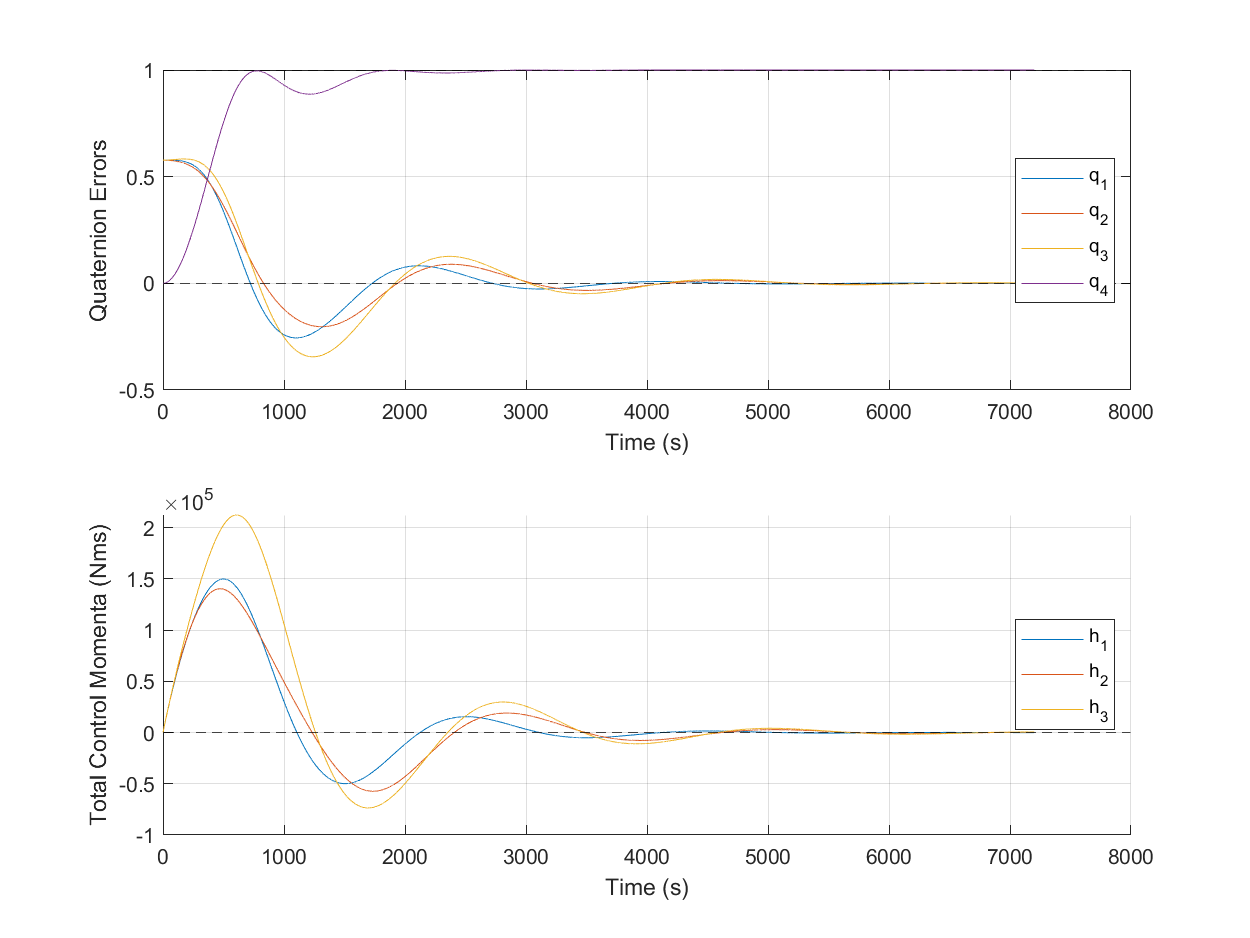 1
0.5
0
-0.5
Quaternion Errors
q1
q2
q3
q4
0 1000 2000 3000 4000 5000 6000 7000 8000
Time (s)
×10^5
2
1.5
1
0.5
0
-0.5
-1
Total Control Momenta (Nms)
h1
h2
h3
0 1000 2000 3000 4000 5000 6000 7000 8000
Time (s)